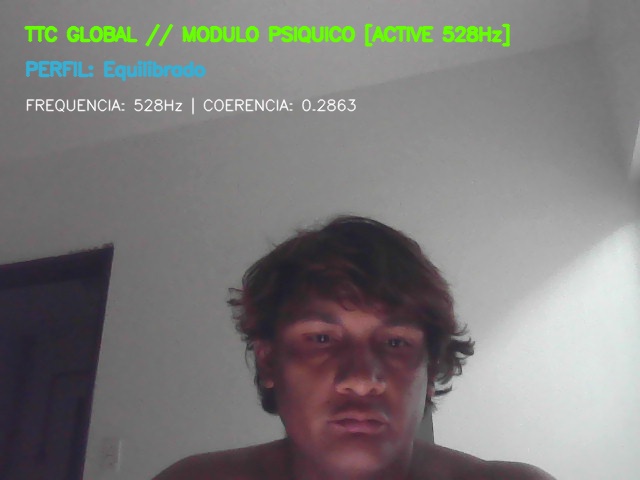 TTC GLOBAL // MODULO PSIQUICO [ACTIVE 528Hz]
PERFIL: Equilibrado
FREQUENCIA: 528Hz | COERENCIA: 0.2863